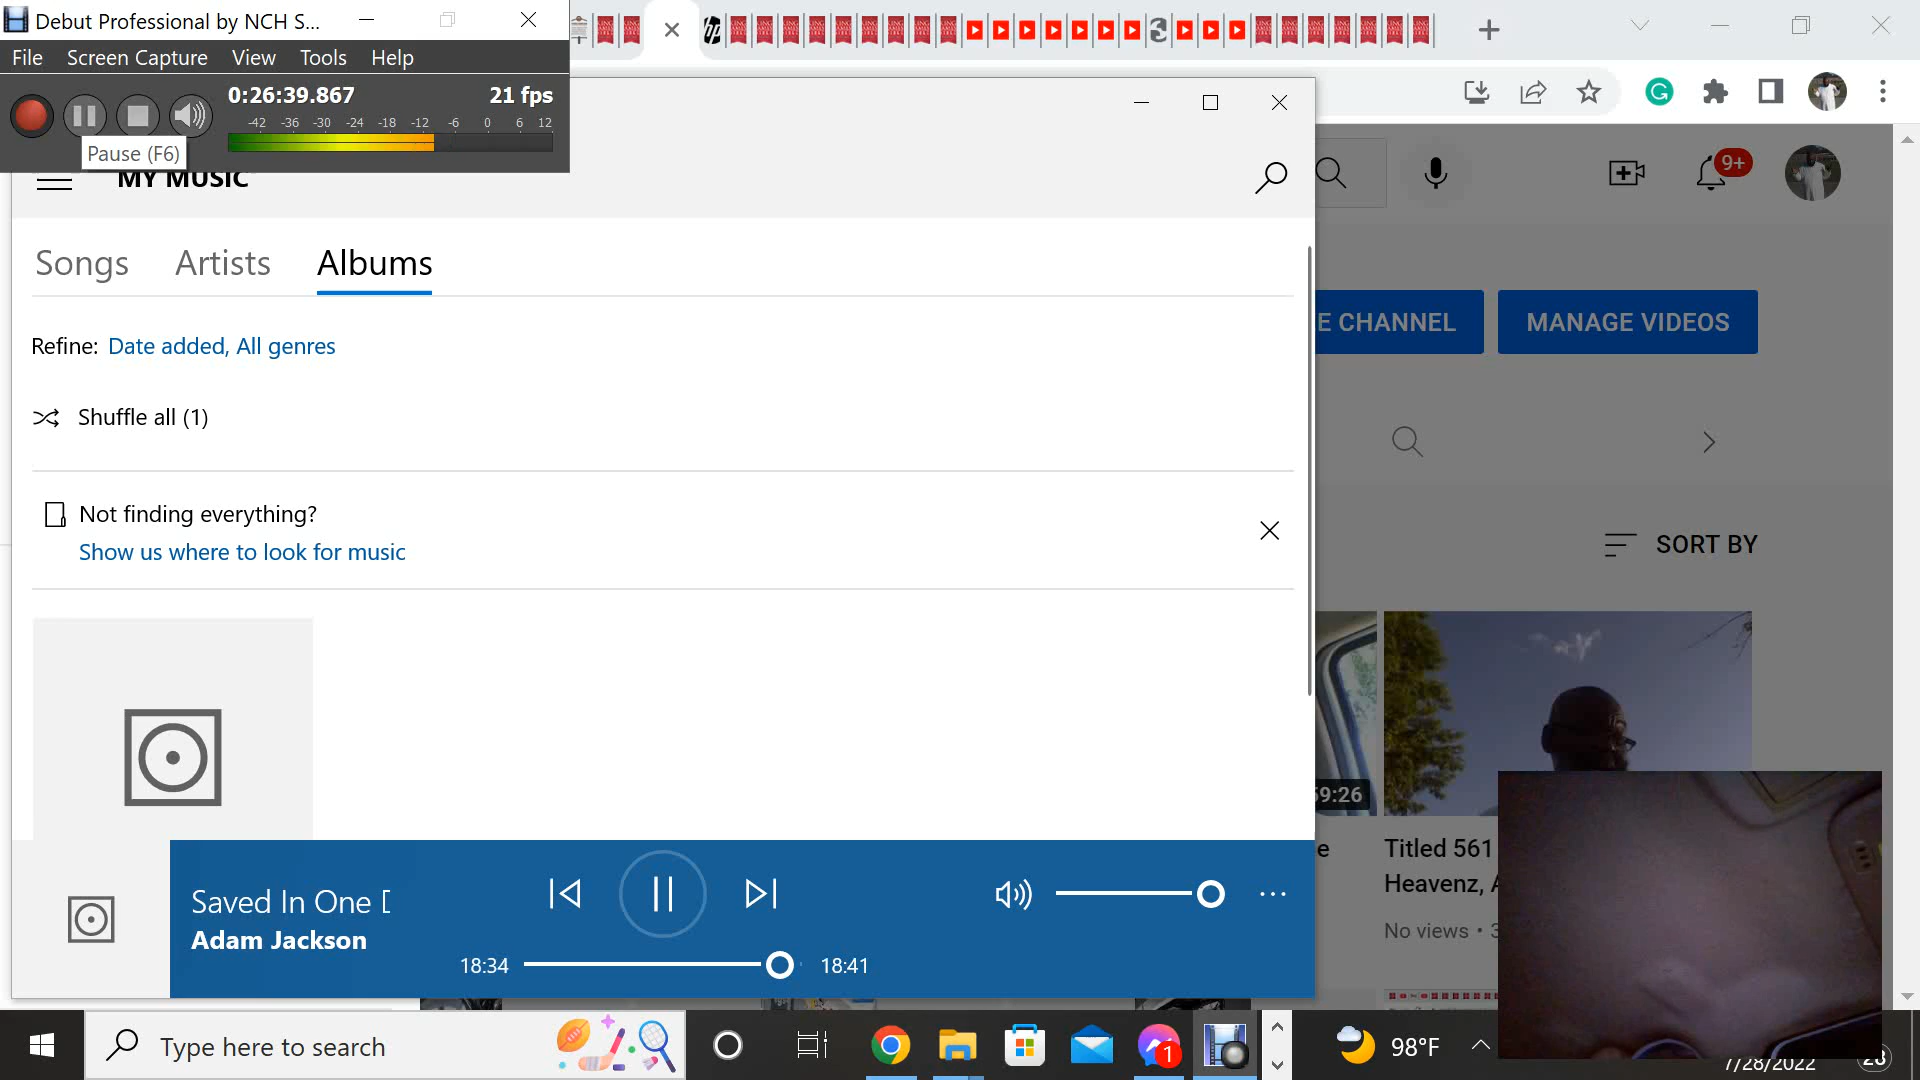 Debut Professional by NCH S...
File Screen Capture View Tools Help
0:26:39.867 21 fps
-42 -36 -30 -24 -18 -12 -6 0 6 12
Pause (F6)
MY MUSIC
9+
Songs Artists Albums
E CHANNEL MANAGE VIDEOS
Refine: Date added, All genres
Shuffle all (1)
Not finding everything?
Show us where to look for music
SORT BY
59:26
e
Titled 561
Heavenz,
No views •
Saved In One
Adam Jackson
18:34 18:41
Type here to search
1
98°F
7/28/2022